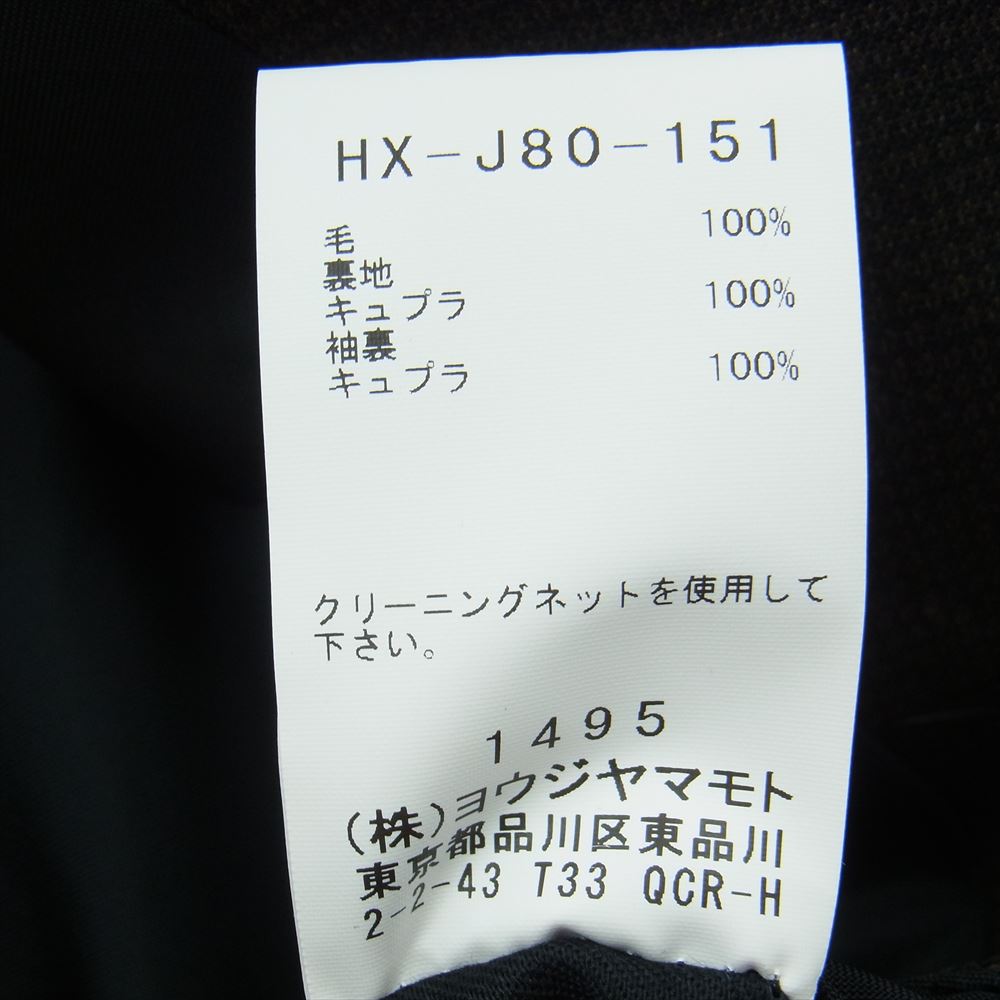 HX-J80-151
毛 100%
裏地
キュプラ 100%
袖裏
キュプラ 100%
クリーニングネットを使用して
下さい。
1495
(株)ヨウジヤマモト
東京都品川区東品川
2-2-43 T33 QCR-H